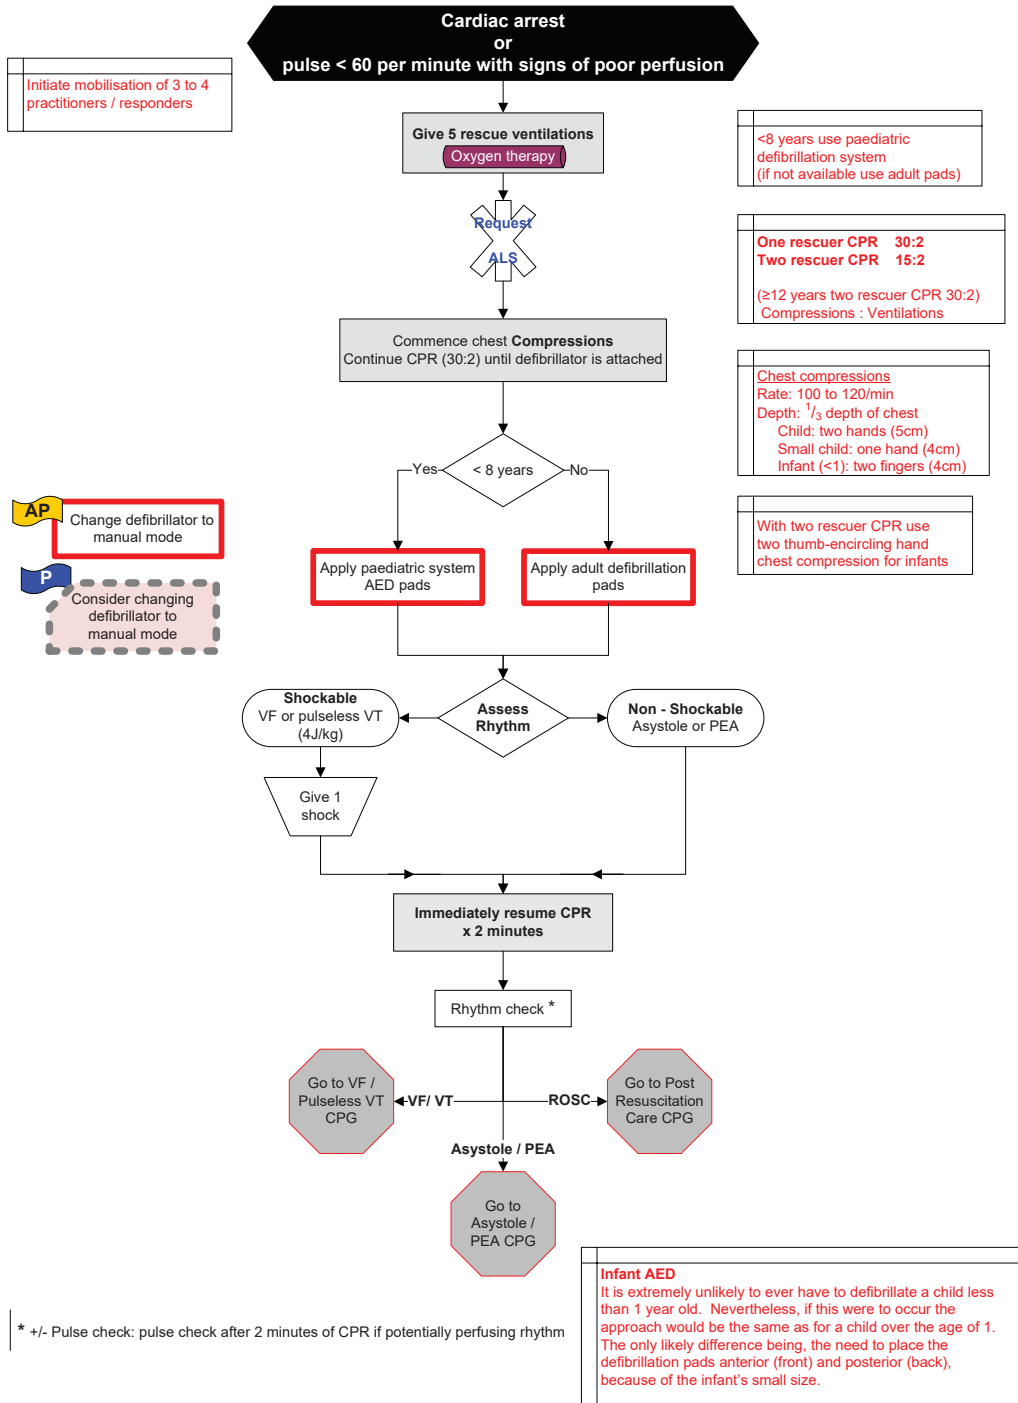 Cardiac arrest
or
pulse < 60 per minute with signs of poor perfusion
Initiate mobilisation of 3 to 4
practitioners / responders
Give 5 rescue ventilations
Oxygen therapy
<8 years use paediatric
defibrillation system
(if not available use adult pads)
Request
ALS
One rescuer CPR 30:2
Two rescuer CPR 15:2
(≥12 years two rescuer CPR 30:2)
Compressions : Ventilations
Commence chest Compressions
Continue CPR (30:2) until defibrillator is attached
Chest compressions
Rate: 100 to 120/min
Depth: 1/3 depth of chest
Child: two hands (5cm)
Small child: one hand (4cm)
Infant (<1): two fingers (4cm)
Yes
< 8 years
No
AP
Change defibrillator to
manual mode
With two rescuer CPR use
two thumb-encircling hand
chest compression for infants
P
Consider changing
defibrillator to
manual mode
Apply paediatric system
AED pads
Apply adult defibrillation
pads
Shockable
VF or pulseless VT
(4J/kg)
Assess
Rhythm
Non - Shockable
Asystole or PEA
Give 1
shock
Immediately resume CPR
x 2 minutes
Rhythm check *
Go to VF /
Pulseless VT
CPG
VF/ VT
ROSC
Go to Post
Resuscitation
Care CPG
Asystole / PEA
Go to
Asystole /
PEA CPG
* +/- Pulse check: pulse check after 2 minutes of CPR if potentially perfusing rhythm
Infant AED
It is extremely unlikely to ever have to defibrillate a child less
than 1 year old. Nevertheless, if this were to occur the
approach would be the same as for a child over the age of 1.
The only likely difference being, the need to place the
defibrillation pads anterior (front) and posterior (back),
because of the infant's small size.